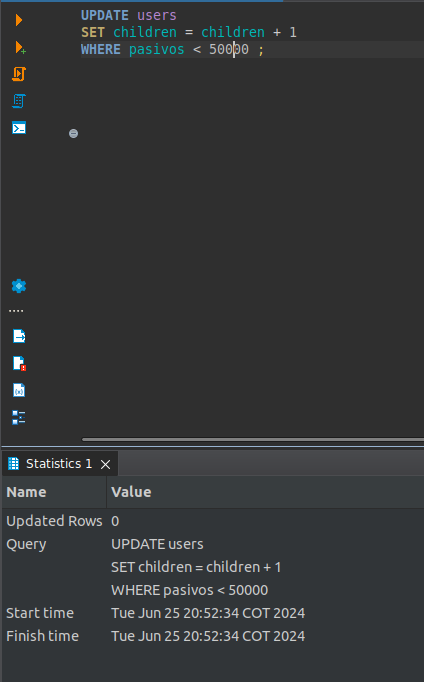 UPDATE users
SET children = children + 1
WHERE pasivos < 50000 ;
Statistics 1
Name Value
Updated Rows 0
Query UPDATE users
SET children = children + 1
WHERE pasivos < 50000
Start time Tue Jun 25 20:52:34 COT 2024
Finish time Tue Jun 25 20:52:34 COT 2024